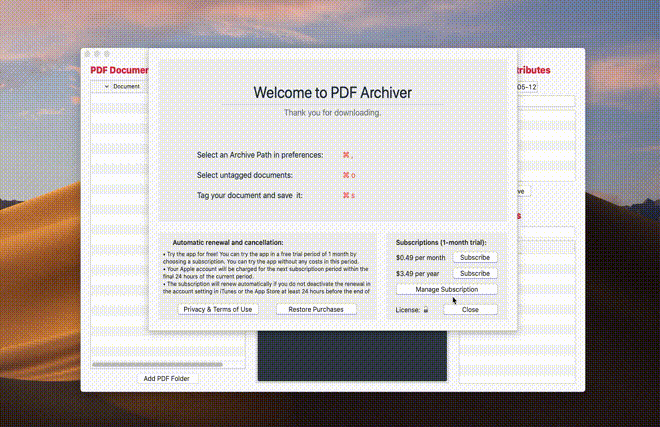 PDF Documen
tributes
Document
05-12
Welcome to PDF Archiver
Thank you for downloading.
Select an Archive Path in preferences: ⌘ ,
Select untagged documents: ⌘ o
Tag your document and save it: ⌘ s
ve
s
Automatic renewal and cancellation:
• Try the app for free! You can try the app in a free trial period of 1 month by
choosing a subscription. You can try the app without any costs in this period.
• Your Apple account will be charged for the next subscriptioon period within the
final 24 hours of the current period.
• The subscription will renew automatically if you do not deactivate the renewal in
the account setting in iTunes or the App Store at least 24 hours before the end of
Privacy & Terms of Use
Restore Purchases
Subscriptions (1-month trial):
$0.49 per month Subscribe
$3.49 per year Subscribe
Manage Subscription
License: Close
Add PDF Folder